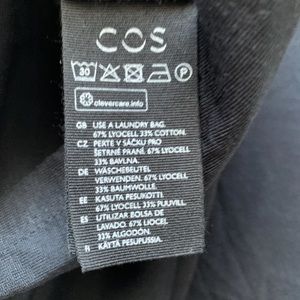 COS
30
P
clevercare.info
GB USE A LAUNDRY BAG.
67% LYOCELL 33% COTTON.
CZ PERTE V SÁČKU PRO
ŠETRNÉ PRANÍ. 67% LYOCELL
33% BAVLNA.
DE WÄSCHEBEUTEL
VERWENDEN. 67% LYOCELL
33% BAUMWOLLE.
EE KASUTA PESUKOTTI.
67% LYOCELL 33% PUUVILL.
ES UTILIZAR BOLSA DE
LAVADO. 67% LIOCEL
33% ALGODÓN.
FI KÄYTÄ PESUPUSSIA.